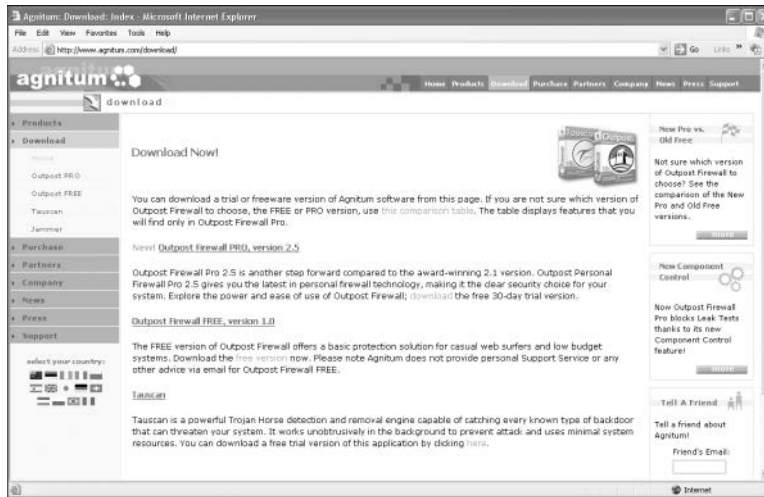 Agnitum: Download: Index - Microsoft Internet Explorer
File Edit View Favorites Tools Help
Address http://www.agnitum.com/download/
Go Links »
agnitum
Home Products Download Purchase Partners Company News Press Support
download
Products
Download
Home
Outpost PRO
Outpost FREE
Tauscan
Jammer
Purchase
Partners
Company
News
Press
Support
select your country:
Download Now!
Tauscan Outpost
You can download a trial or freeware version of Agnitum software from this page. If you are not sure which version of
Outpost Firewall to choose, the FREE or PRO version, use this comparison table. The table displays features that you
will find only in Outpost Firewall Pro.
New! Outpost Firewall PRO, version 2.5
Outpost Firewall Pro 2.5 is another step forward compared to the award-winning 2.1 version. Outpost Personal
Firewall Pro 2.5 gives you the latest in personal firewall technology, making it the clear security choice for your
system. Explore the power and ease of use of Outpost Firewall; download the free 30-day trial version.
Outpost Firewall FREE, version 1.0
The FREE version of Outpost Firewall offers a basic protection solution for casual web surfers and low budget
systems. Download the free version now. Please note Agnitum does not provide personal Support Service or any
other advice via email for Outpost Firewall FREE.
Tauscan
Tauscan is a powerful Trojan Horse detection and removal engine capable of catching every known type of backdoor
that can threaten your system. It works unobtrusively in the background to prevent attack and uses minimal system
resources. You can download a free trial version of this application by clicking here.
New Pro vs.
Old Free
Not sure which version
of Outpost Firewall to
choose? See the
comparison of the New
Pro and Old Free
versions.
more
New Component
Control
Now Outpost Firewall
Pro blocks Leak Tests
thanks to its new
Component Control
feature!
more
Tell A Friend
Tell a friend about
Agnitum!
Friend's Email:
Internet